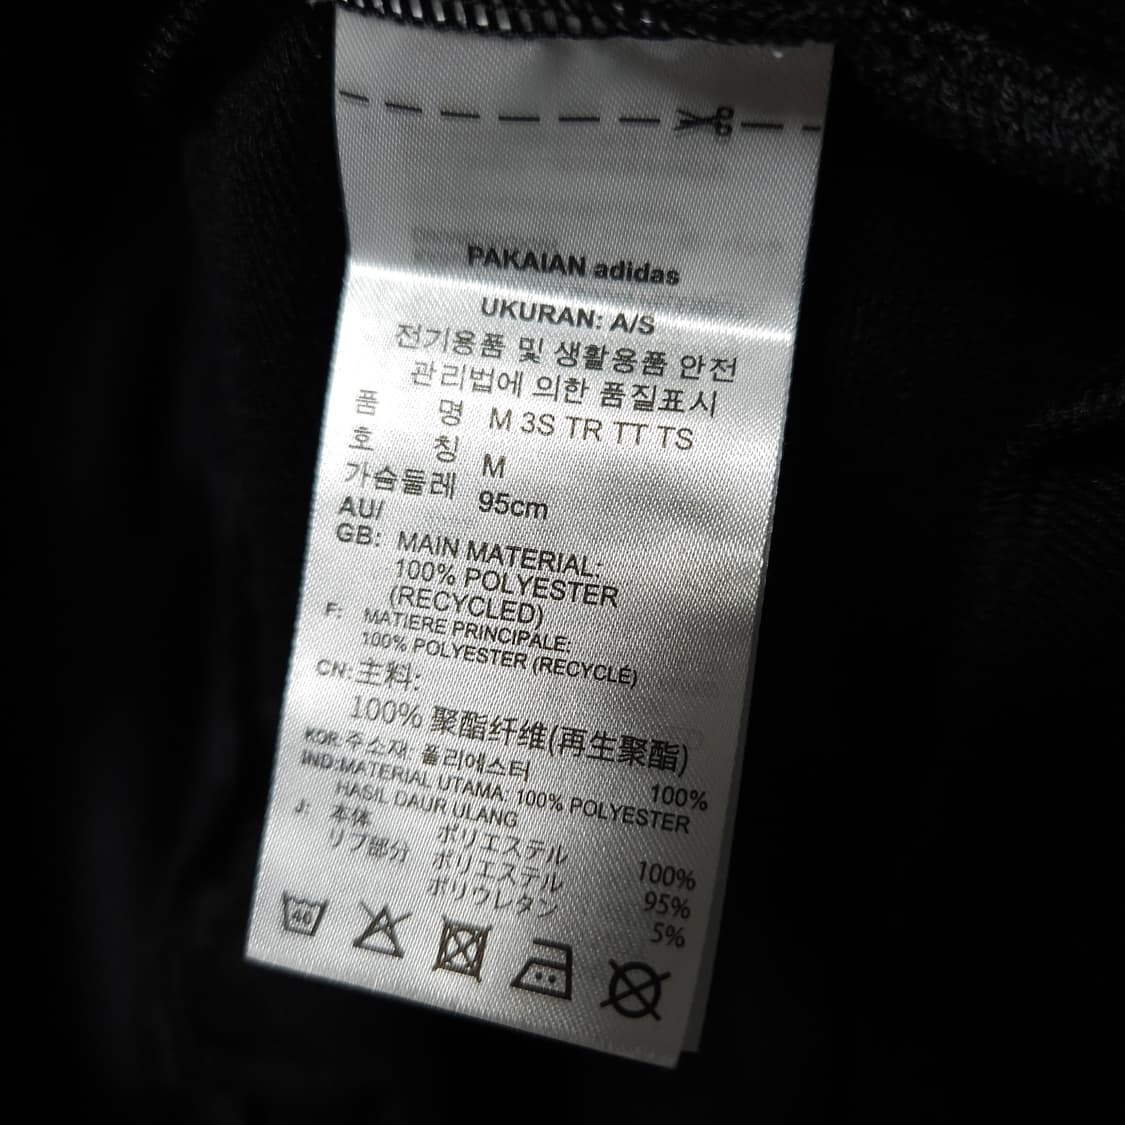 PAKAIAN adidas
UKURAN: A/S
전기용품 및 생활용품 안전
관리법에 의한 품질표시
품 명 M 3S TR TT TS
호 칭 M
가슴둘레 95cm
AU/
GB: MAIN MATERIAL:
100% POLYESTER
(RECYCLED)
F: MATIERE PRINCIPALE:
100% POLYESTER (RECYCLÉ)
CN: 主料:
100% 聚酯纤维(再生聚酯)
KOR: 주소재: 폴리에스터 100%
IND: MATERIAL UTAMA: 100% POLYESTER
HASIL DAUR ULANG
J: 本体 ポリエステル 100%
リブ部分 ポリエステル 95%
ポリウレタン 5%
40